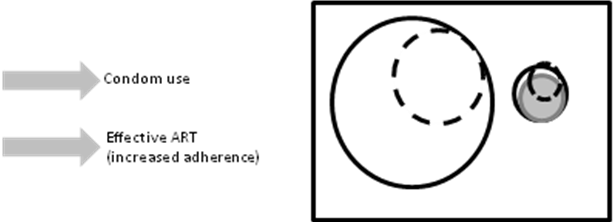 Condom use
Effective ART
(increased adherence)